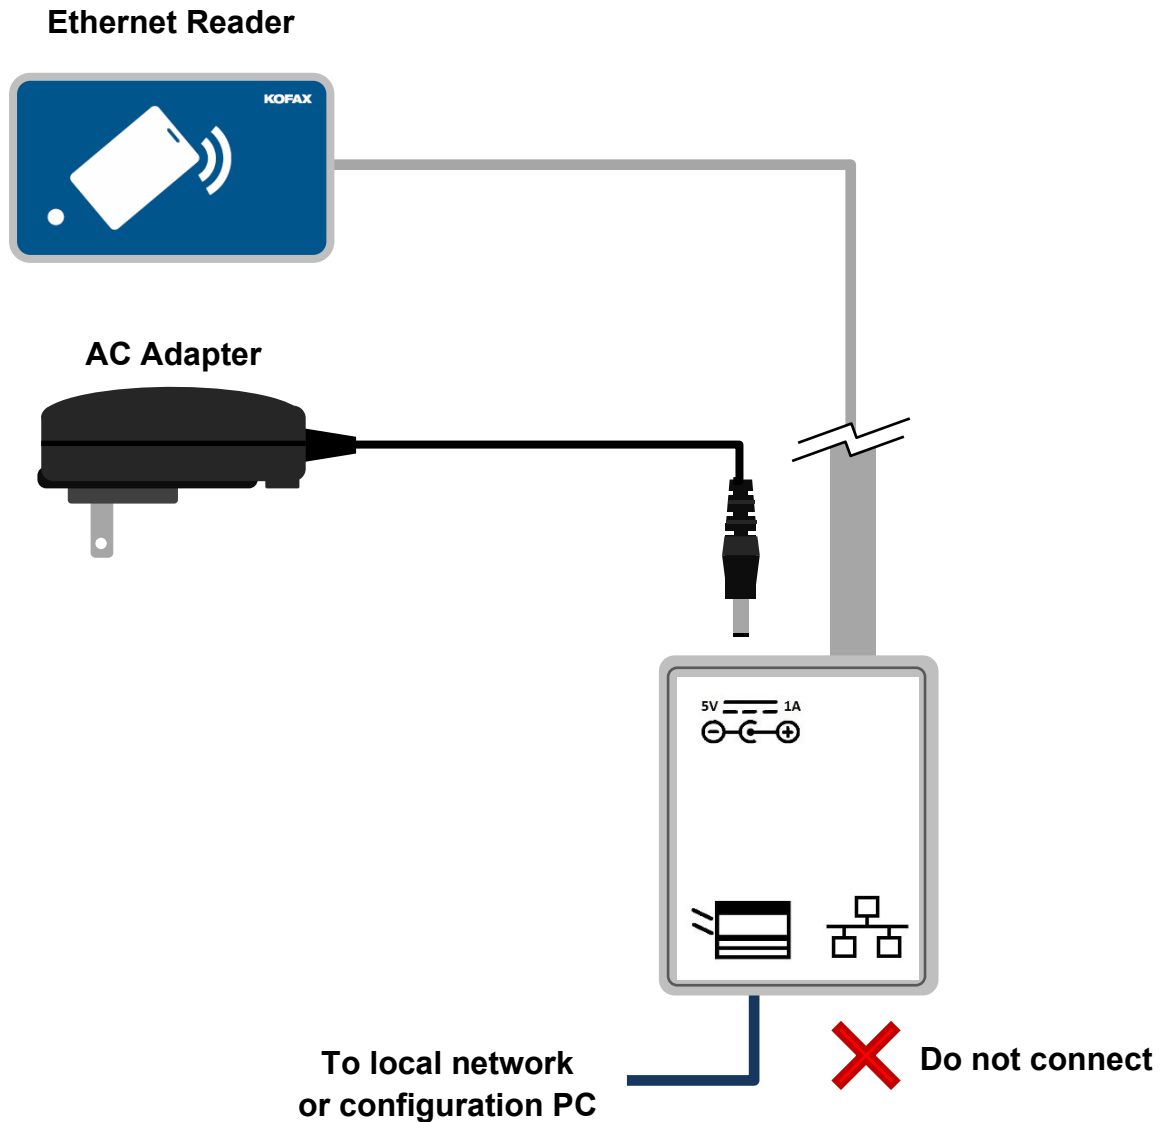 Ethernet Reader
KOFAX
AC Adapter
5V 1A
To local network
or configuration PC
Do not connect